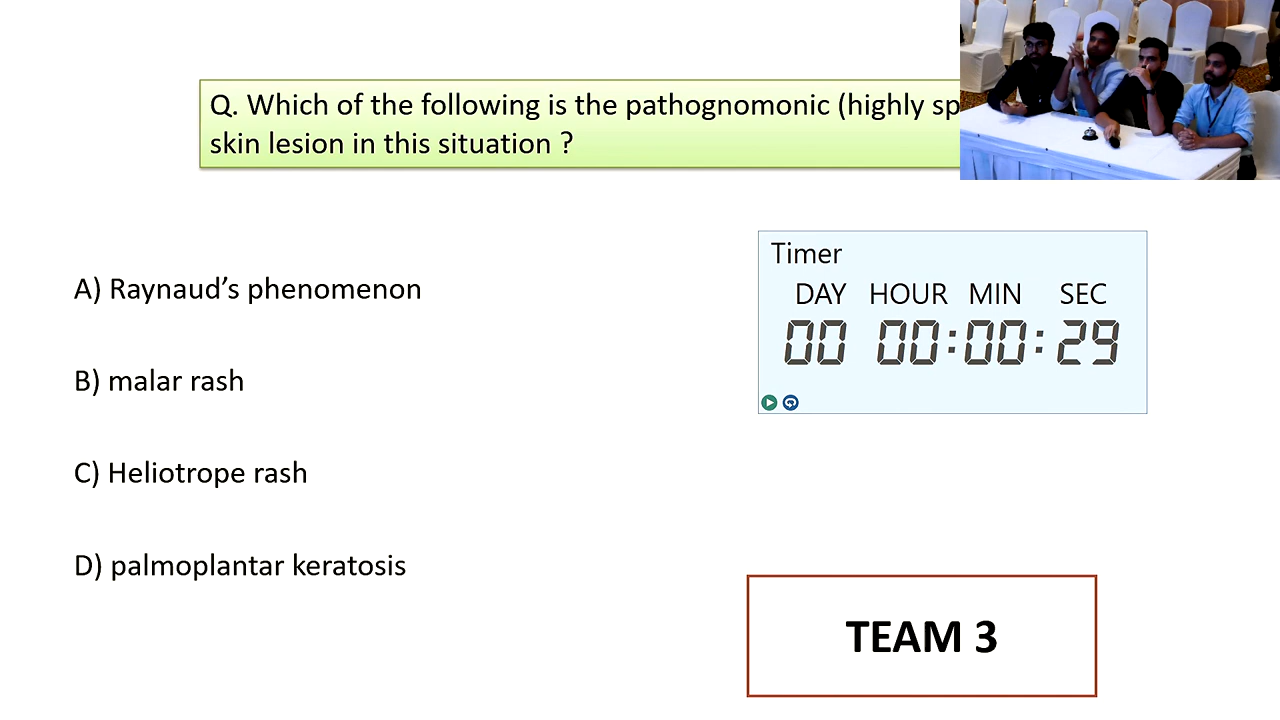 Q. Which of the following is the pathognomonic (highly sp
skin lesion in this situation ?
A) Raynaud’s phenomenon
B) malar rash
C) Heliotrope rash
D) palmoplantar keratosis
Timer
DAY HOUR MIN SEC
00 00:00:29
TEAM 3